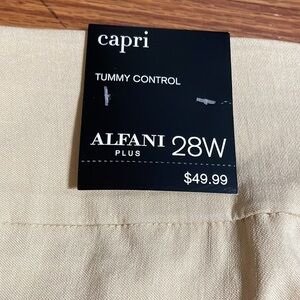 capri
TUMMY CONTROL
ALFANI 28W
PLUS
$49.99